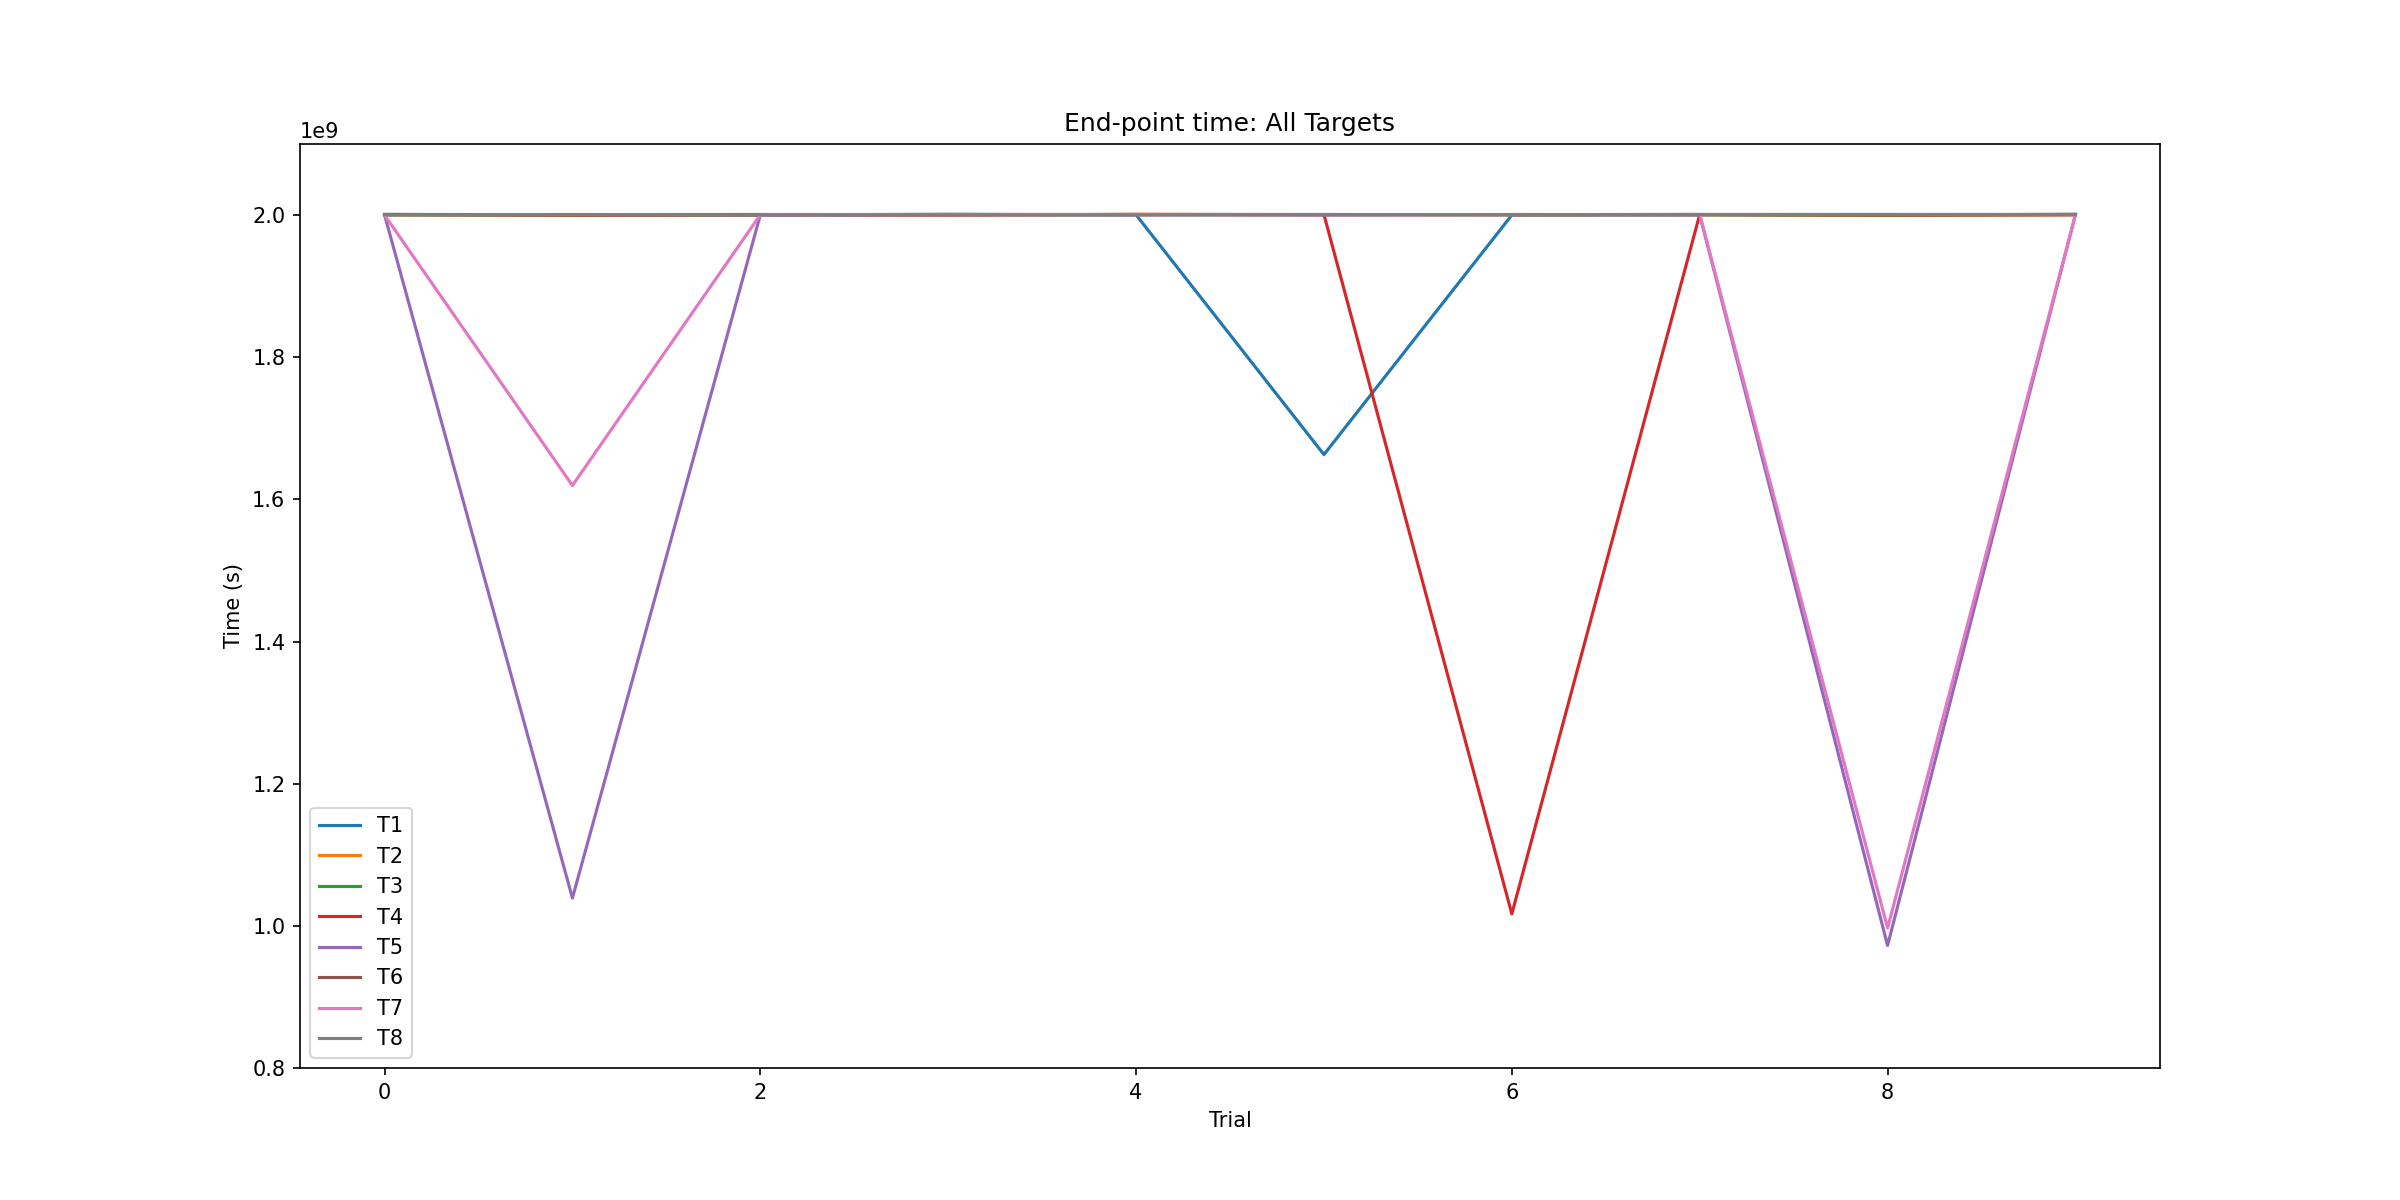 End-point time: All Targets
1e9
2.0
1.8
1.6
1.4
1.2
1.0
0.8
Time (s)
T1
T2
T3
T4
T5
T6
T7
T8
0 2 4 6 8
Trial